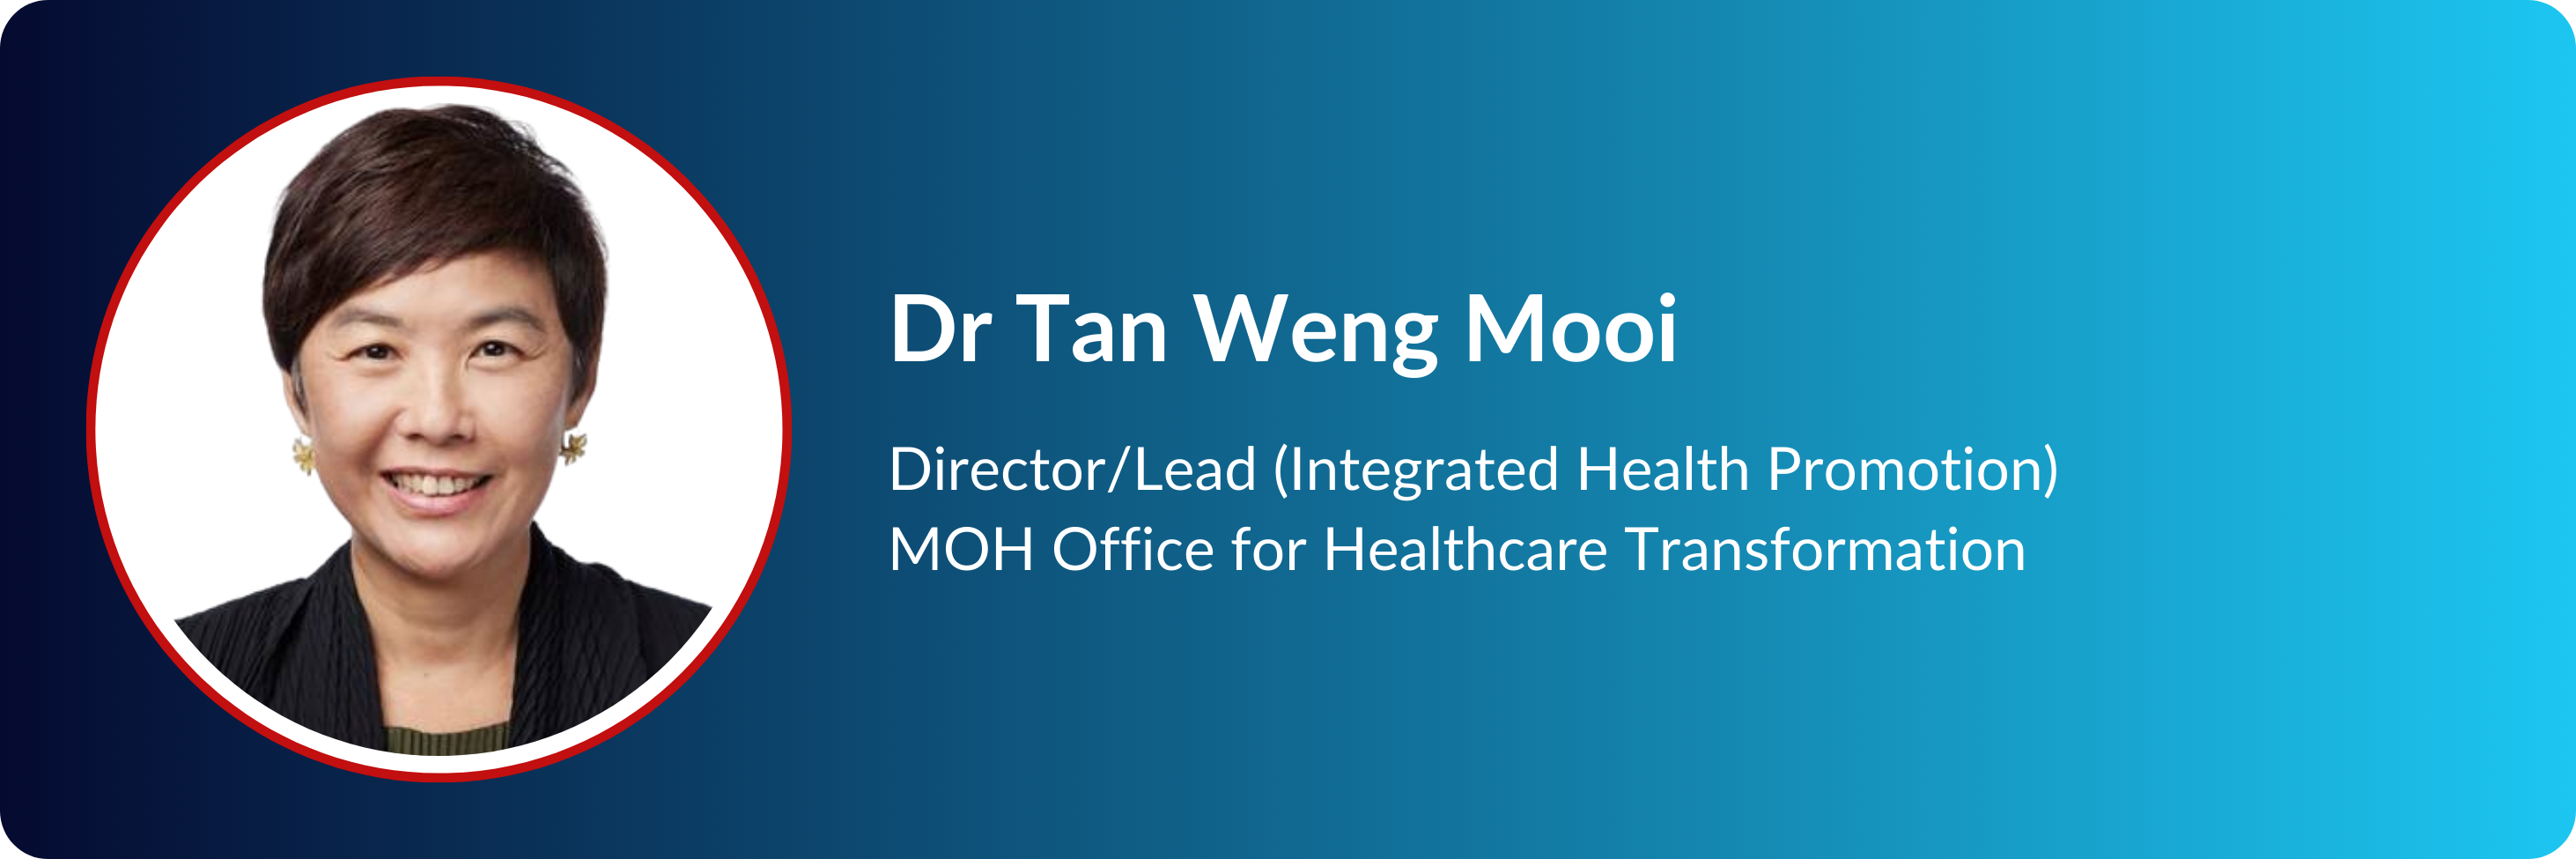 Dr Tan Weng Mooi
Director/Lead (Integrated Health Promotion)
MOH Office for Healthcare Transformation